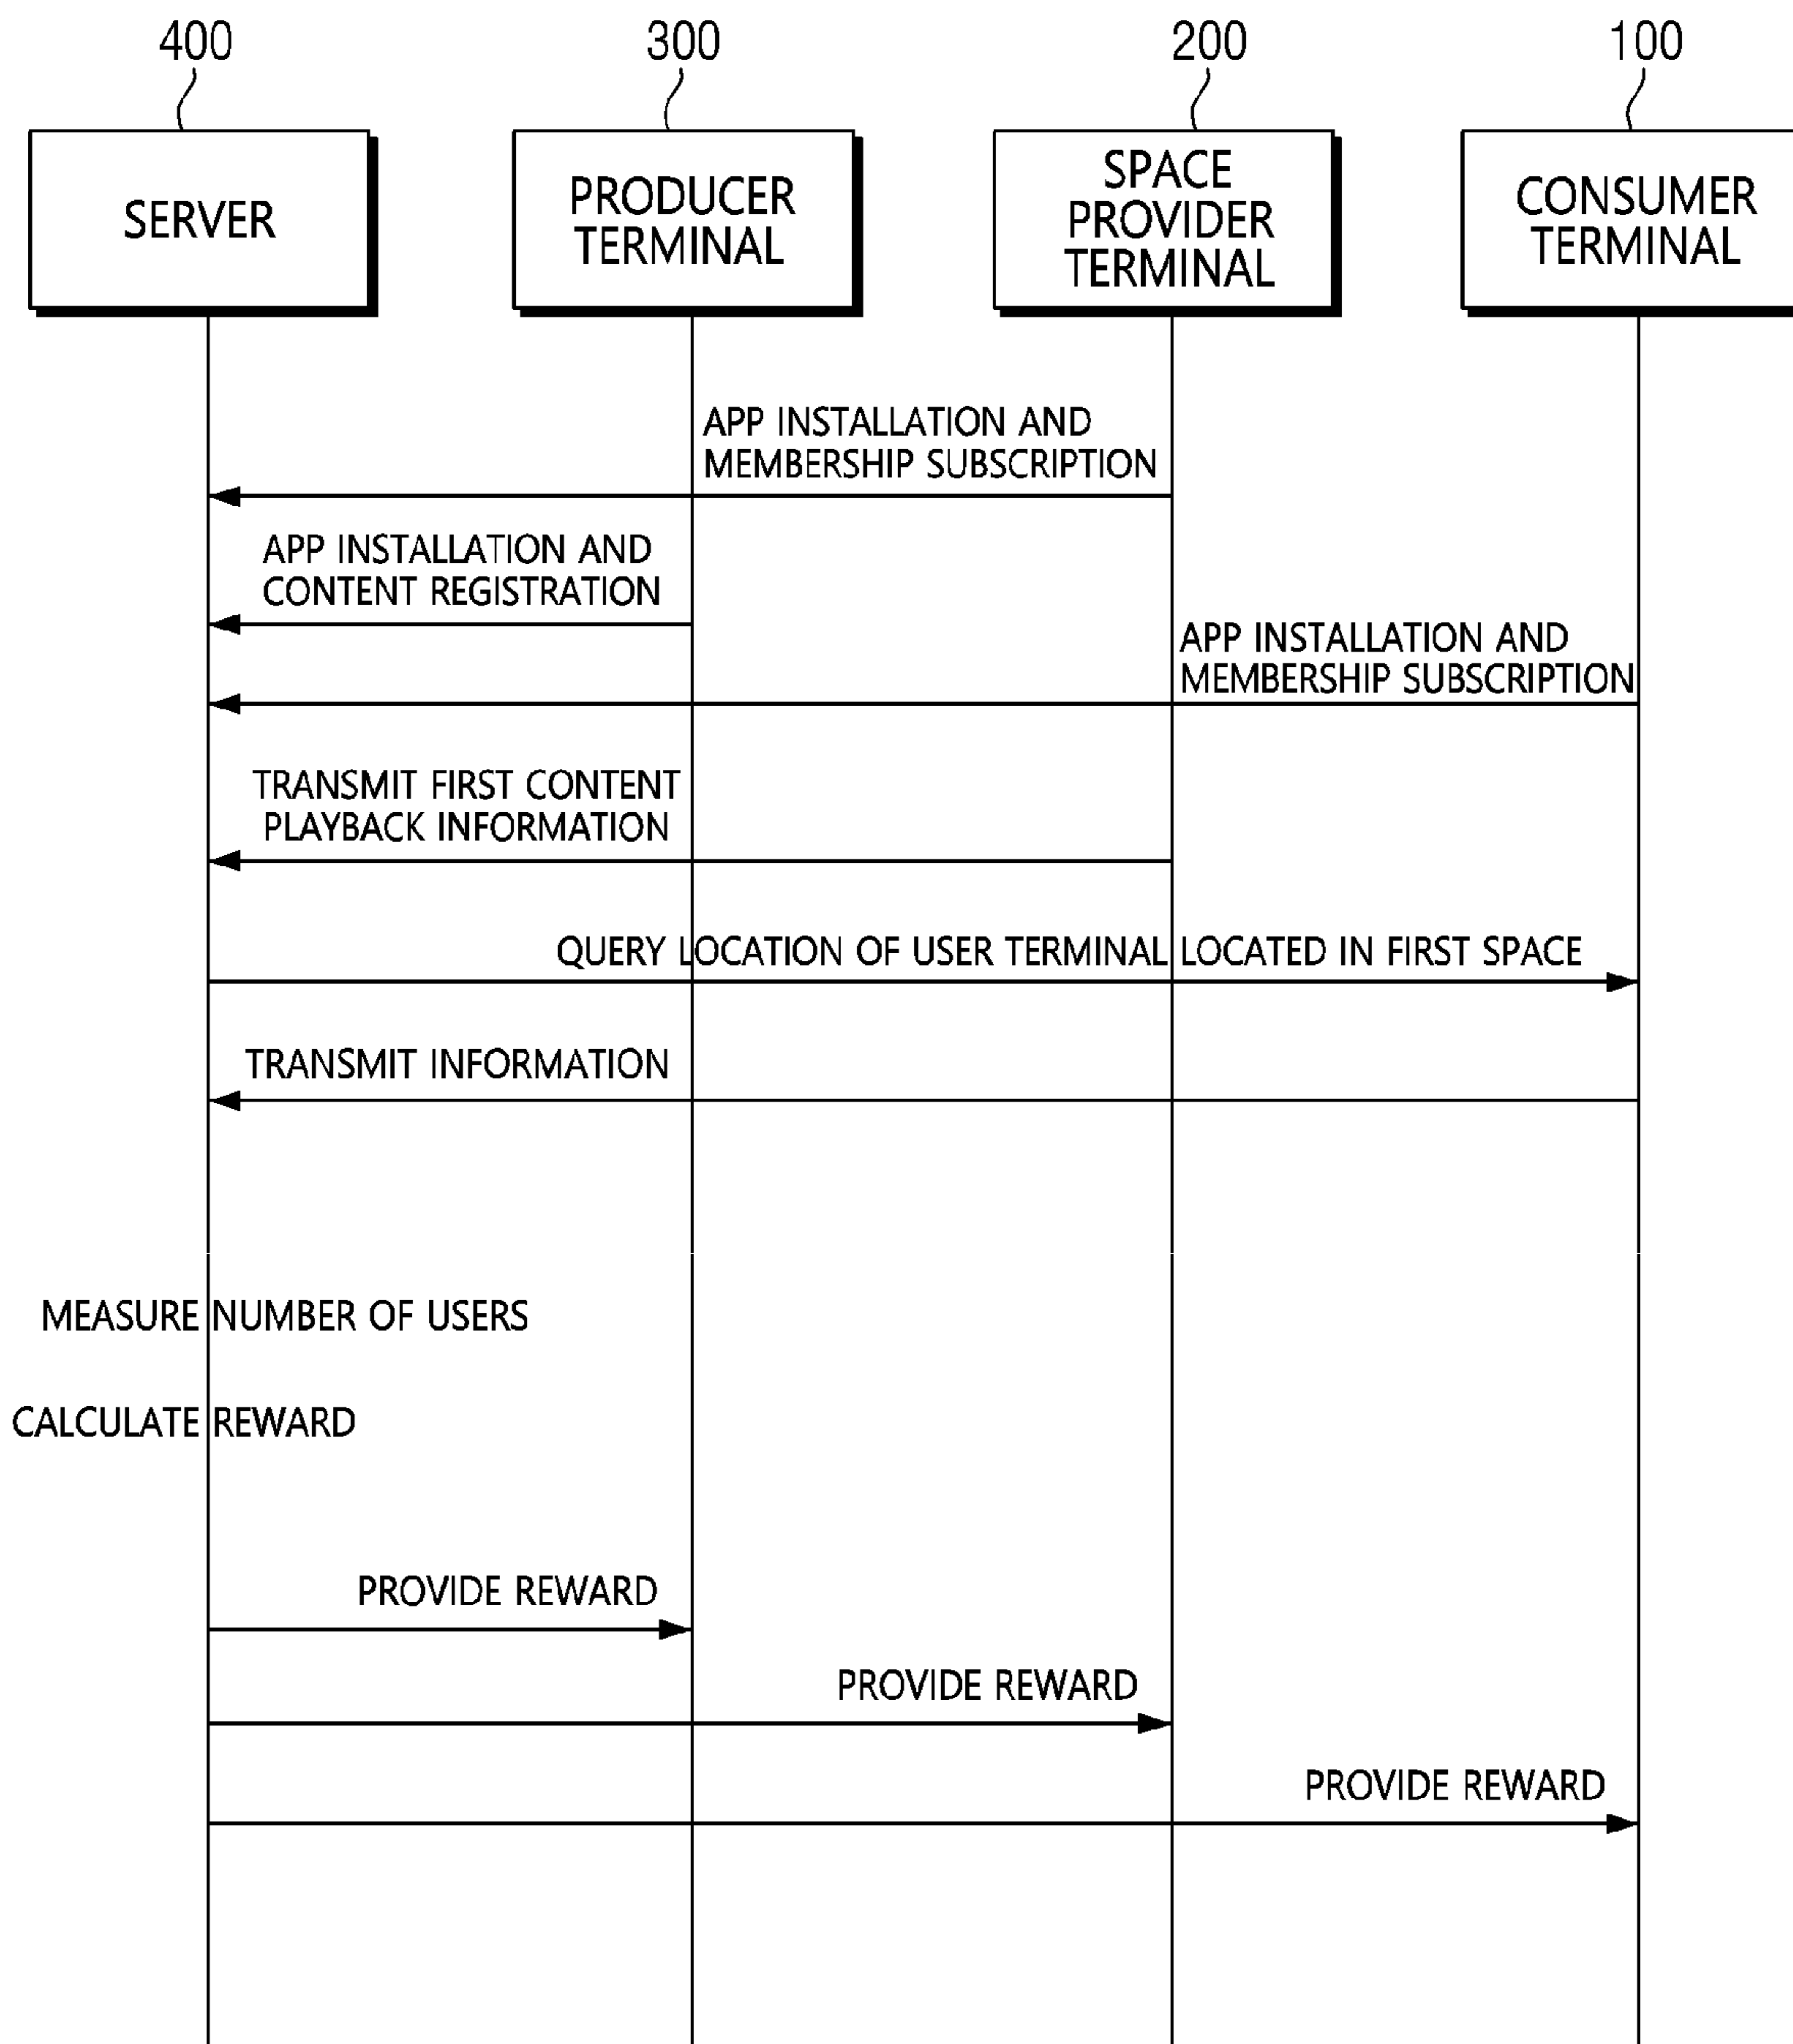 400
300
200
100
SERVER
PRODUCER
TERMINAL
SPACE
PROVIDER
TERMINAL
CONSUMER
TERMINAL
APP INSTALLATION AND
MEMBERSHIP SUBSCRIPTION
APP INSTALLATION AND
CONTENT REGISTRATION
APP INSTALLATION AND
MEMBERSHIP SUBSCRIPTION
TRANSMIT FIRST CONTENT
PLAYBACK INFORMATION
QUERY LOCATION OF USER TERMINAL LOCATED IN FIRST SPACE
TRANSMIT INFORMATION
MEASURE NUMBER OF USERS
CALCULATE REWARD
PROVIDE REWARD
PROVIDE REWARD
PROVIDE REWARD